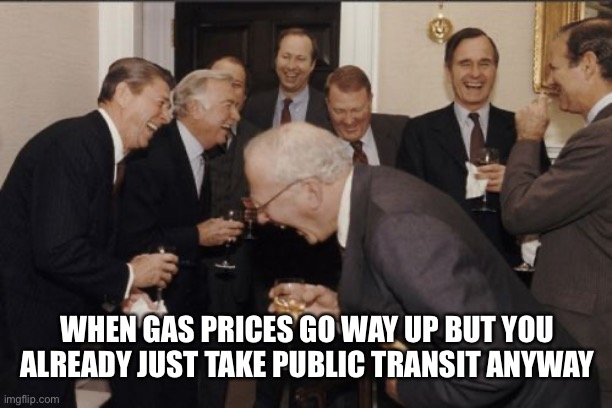 WHEN GAS PRICES GO WAY UP BUT YOU
ALREADY JUST TAKE PUBLIC TRANSIT ANYWAY
imgflip.com